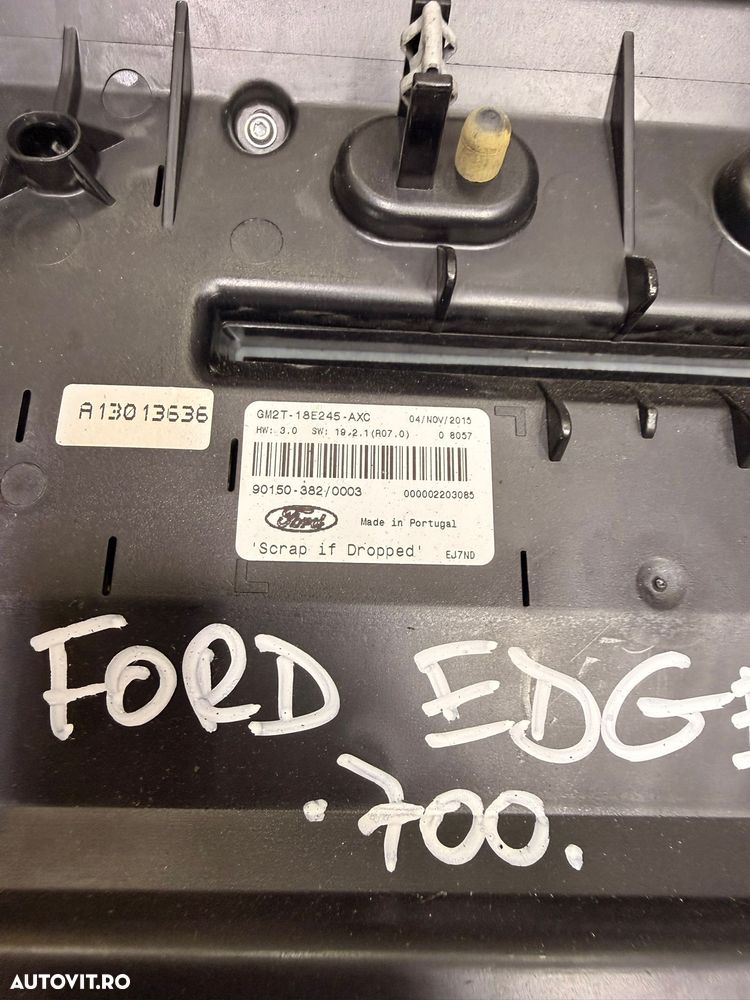 A13013636
GM2T-18E245-AXC 04/NOV/2015
HW: 3.0 SW: 19.2.1(R07.0) 0 8057
90150-382/0003 000002203085
Ford Made in Portugal
'Scrap if Dropped' EJ7ND
FORD EDGE
.700.
AUTOVIT.RO